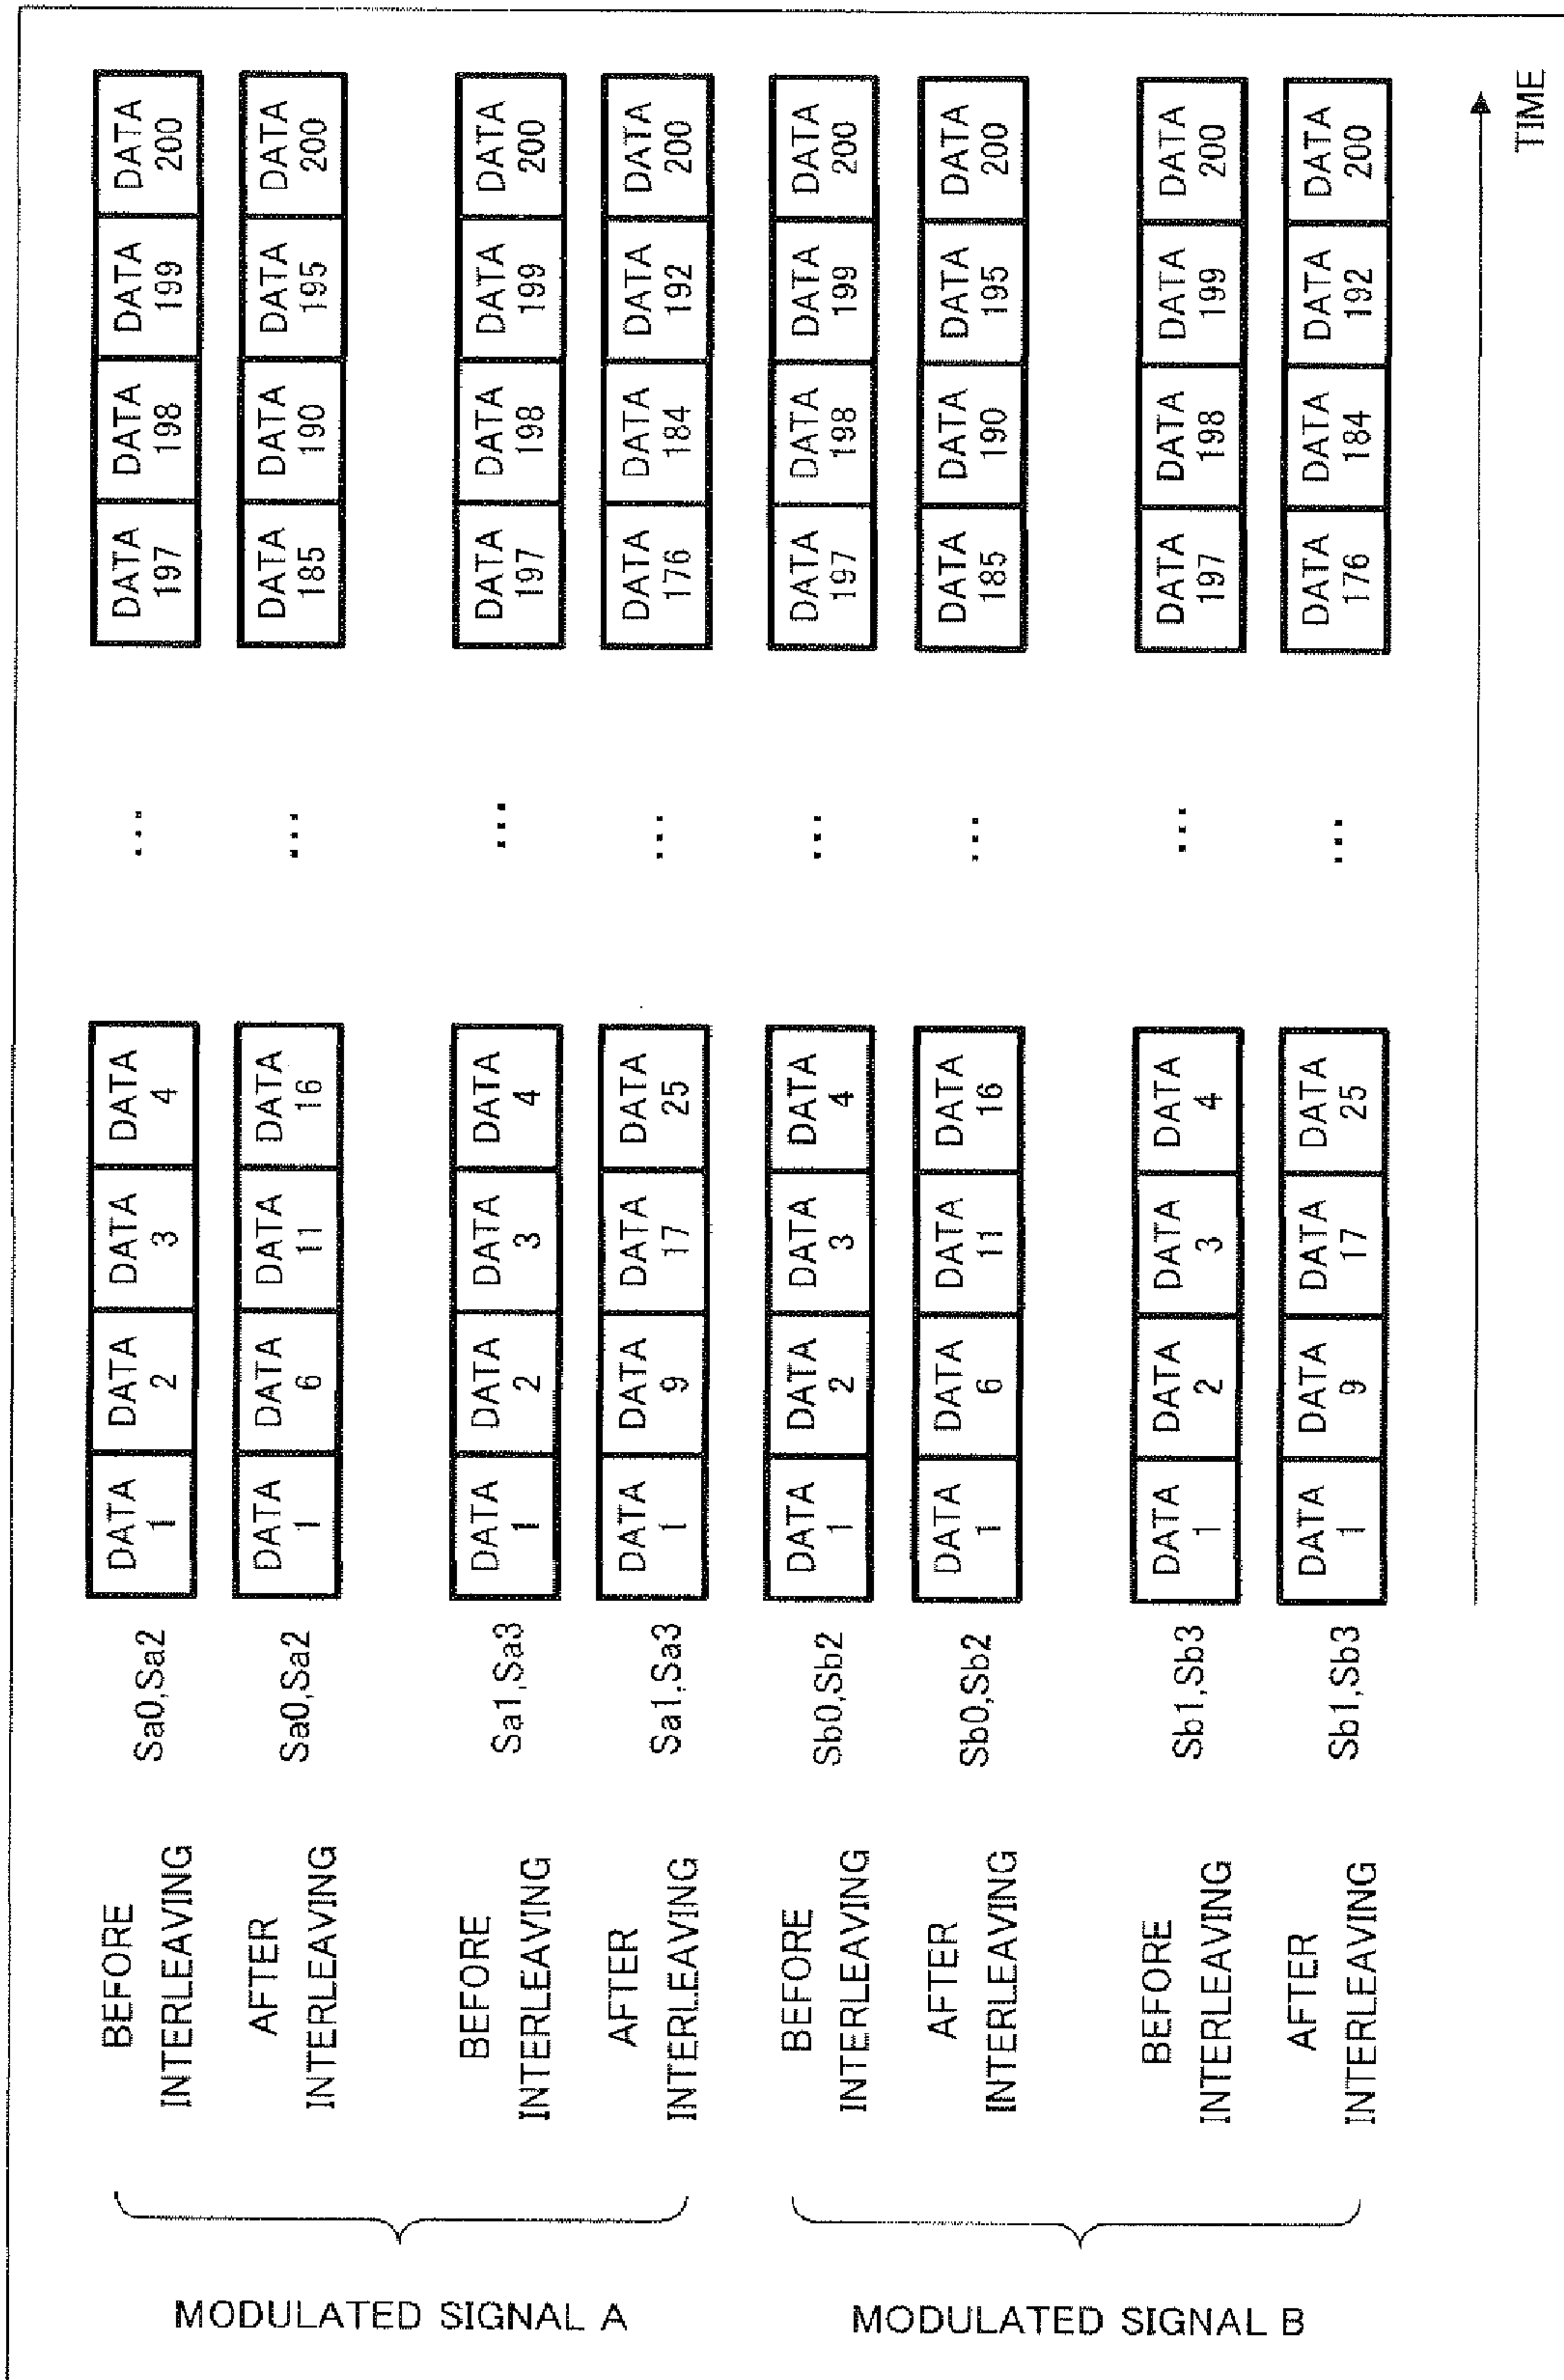 MODULATED SIGNAL A
BEFORE
INTERLEAVING
Sa0,Sa2
DATA 1 DATA 2 DATA 3 DATA 4 ... DATA 197 DATA 198 DATA 199 DATA 200
AFTER
INTERLEAVING
Sa0,Sa2
DATA 1 DATA 6 DATA 11 DATA 16 ... DATA 185 DATA 190 DATA 195 DATA 200
BEFORE
INTERLEAVING
Sa1,Sa3
DATA 1 DATA 2 DATA 3 DATA 4 ... DATA 197 DATA 198 DATA 199 DATA 200
AFTER
INTERLEAVING
Sa1,Sa3
DATA 1 DATA 9 DATA 17 DATA 25 ... DATA 176 DATA 184 DATA 192 DATA 200
MODULATED SIGNAL B
BEFORE
INTERLEAVING
Sb0,Sb2
DATA 1 DATA 2 DATA 3 DATA 4 ... DATA 197 DATA 198 DATA 199 DATA 200
AFTER
INTERLEAVING
Sb0,Sb2
DATA 1 DATA 6 DATA 11 DATA 16 ... DATA 185 DATA 190 DATA 195 DATA 200
BEFORE
INTERLEAVING
Sb1,Sb3
DATA 1 DATA 2 DATA 3 DATA 4 ... DATA 197 DATA 198 DATA 199 DATA 200
AFTER
INTERLEAVING
Sb1,Sb3
DATA 1 DATA 9 DATA 17 DATA 25 ... DATA 176 DATA 184 DATA 192 DATA 200
TIME